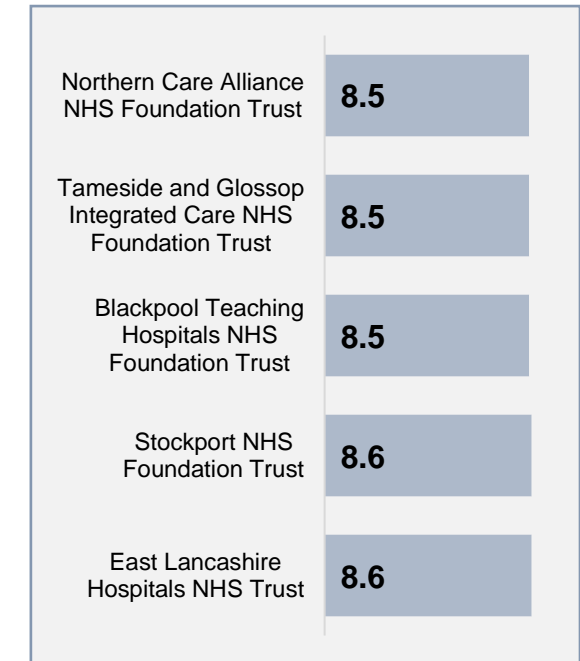 Northern Care Alliance
NHS Foundation Trust
8.5
Tameside and Glossop
Integrated Care NHS
Foundation Trust
8.5
Blackpool Teaching
Hospitals NHS
Foundation Trust
8.5
Stockport NHS
Foundation Trust
8.6
East Lancashire
Hospitals NHS Trust
8.6